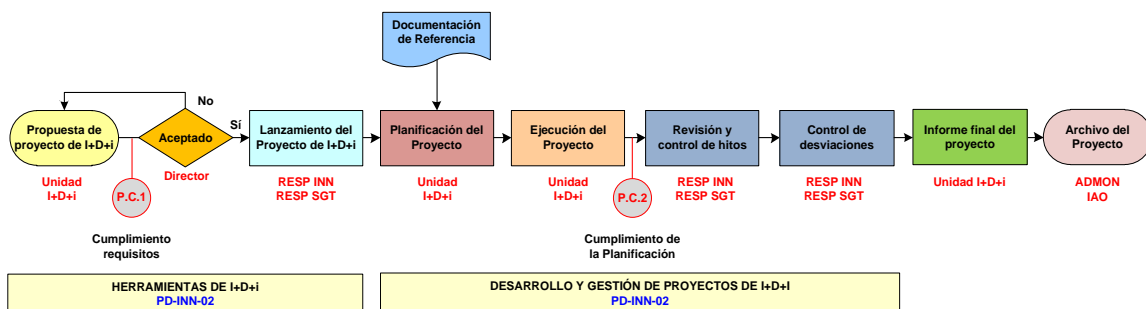 Documentación
de Referencia
No
Sí
Propuesta de
proyecto de I+D+i
Aceptado
Lanzamiento del
Proyecto de I+D+i
Planificación del
Proyecto
Ejecución del
Proyecto
Revisión y
control de hitos
Control de
desviaciones
Informe final del
proyecto
Archivo del
Proyecto
Unidad
I+D+i
P.C.1
Director
RESP INN
RESP SGT
Unidad
I+D+i
Unidad
I+D+i
P.C.2
RESP INN
RESP SGT
RESP INN
RESP SGT
Unidad I+D+i
ADMON
IAO
Cumplimiento
requisitos
Cumplimiento de
la Planificación
HERRAMIENTAS DE I+D+i
PD-INN-02
DESARROLLO Y GESTIÓN DE PROYECTOS DE I+D+I
PD-INN-02